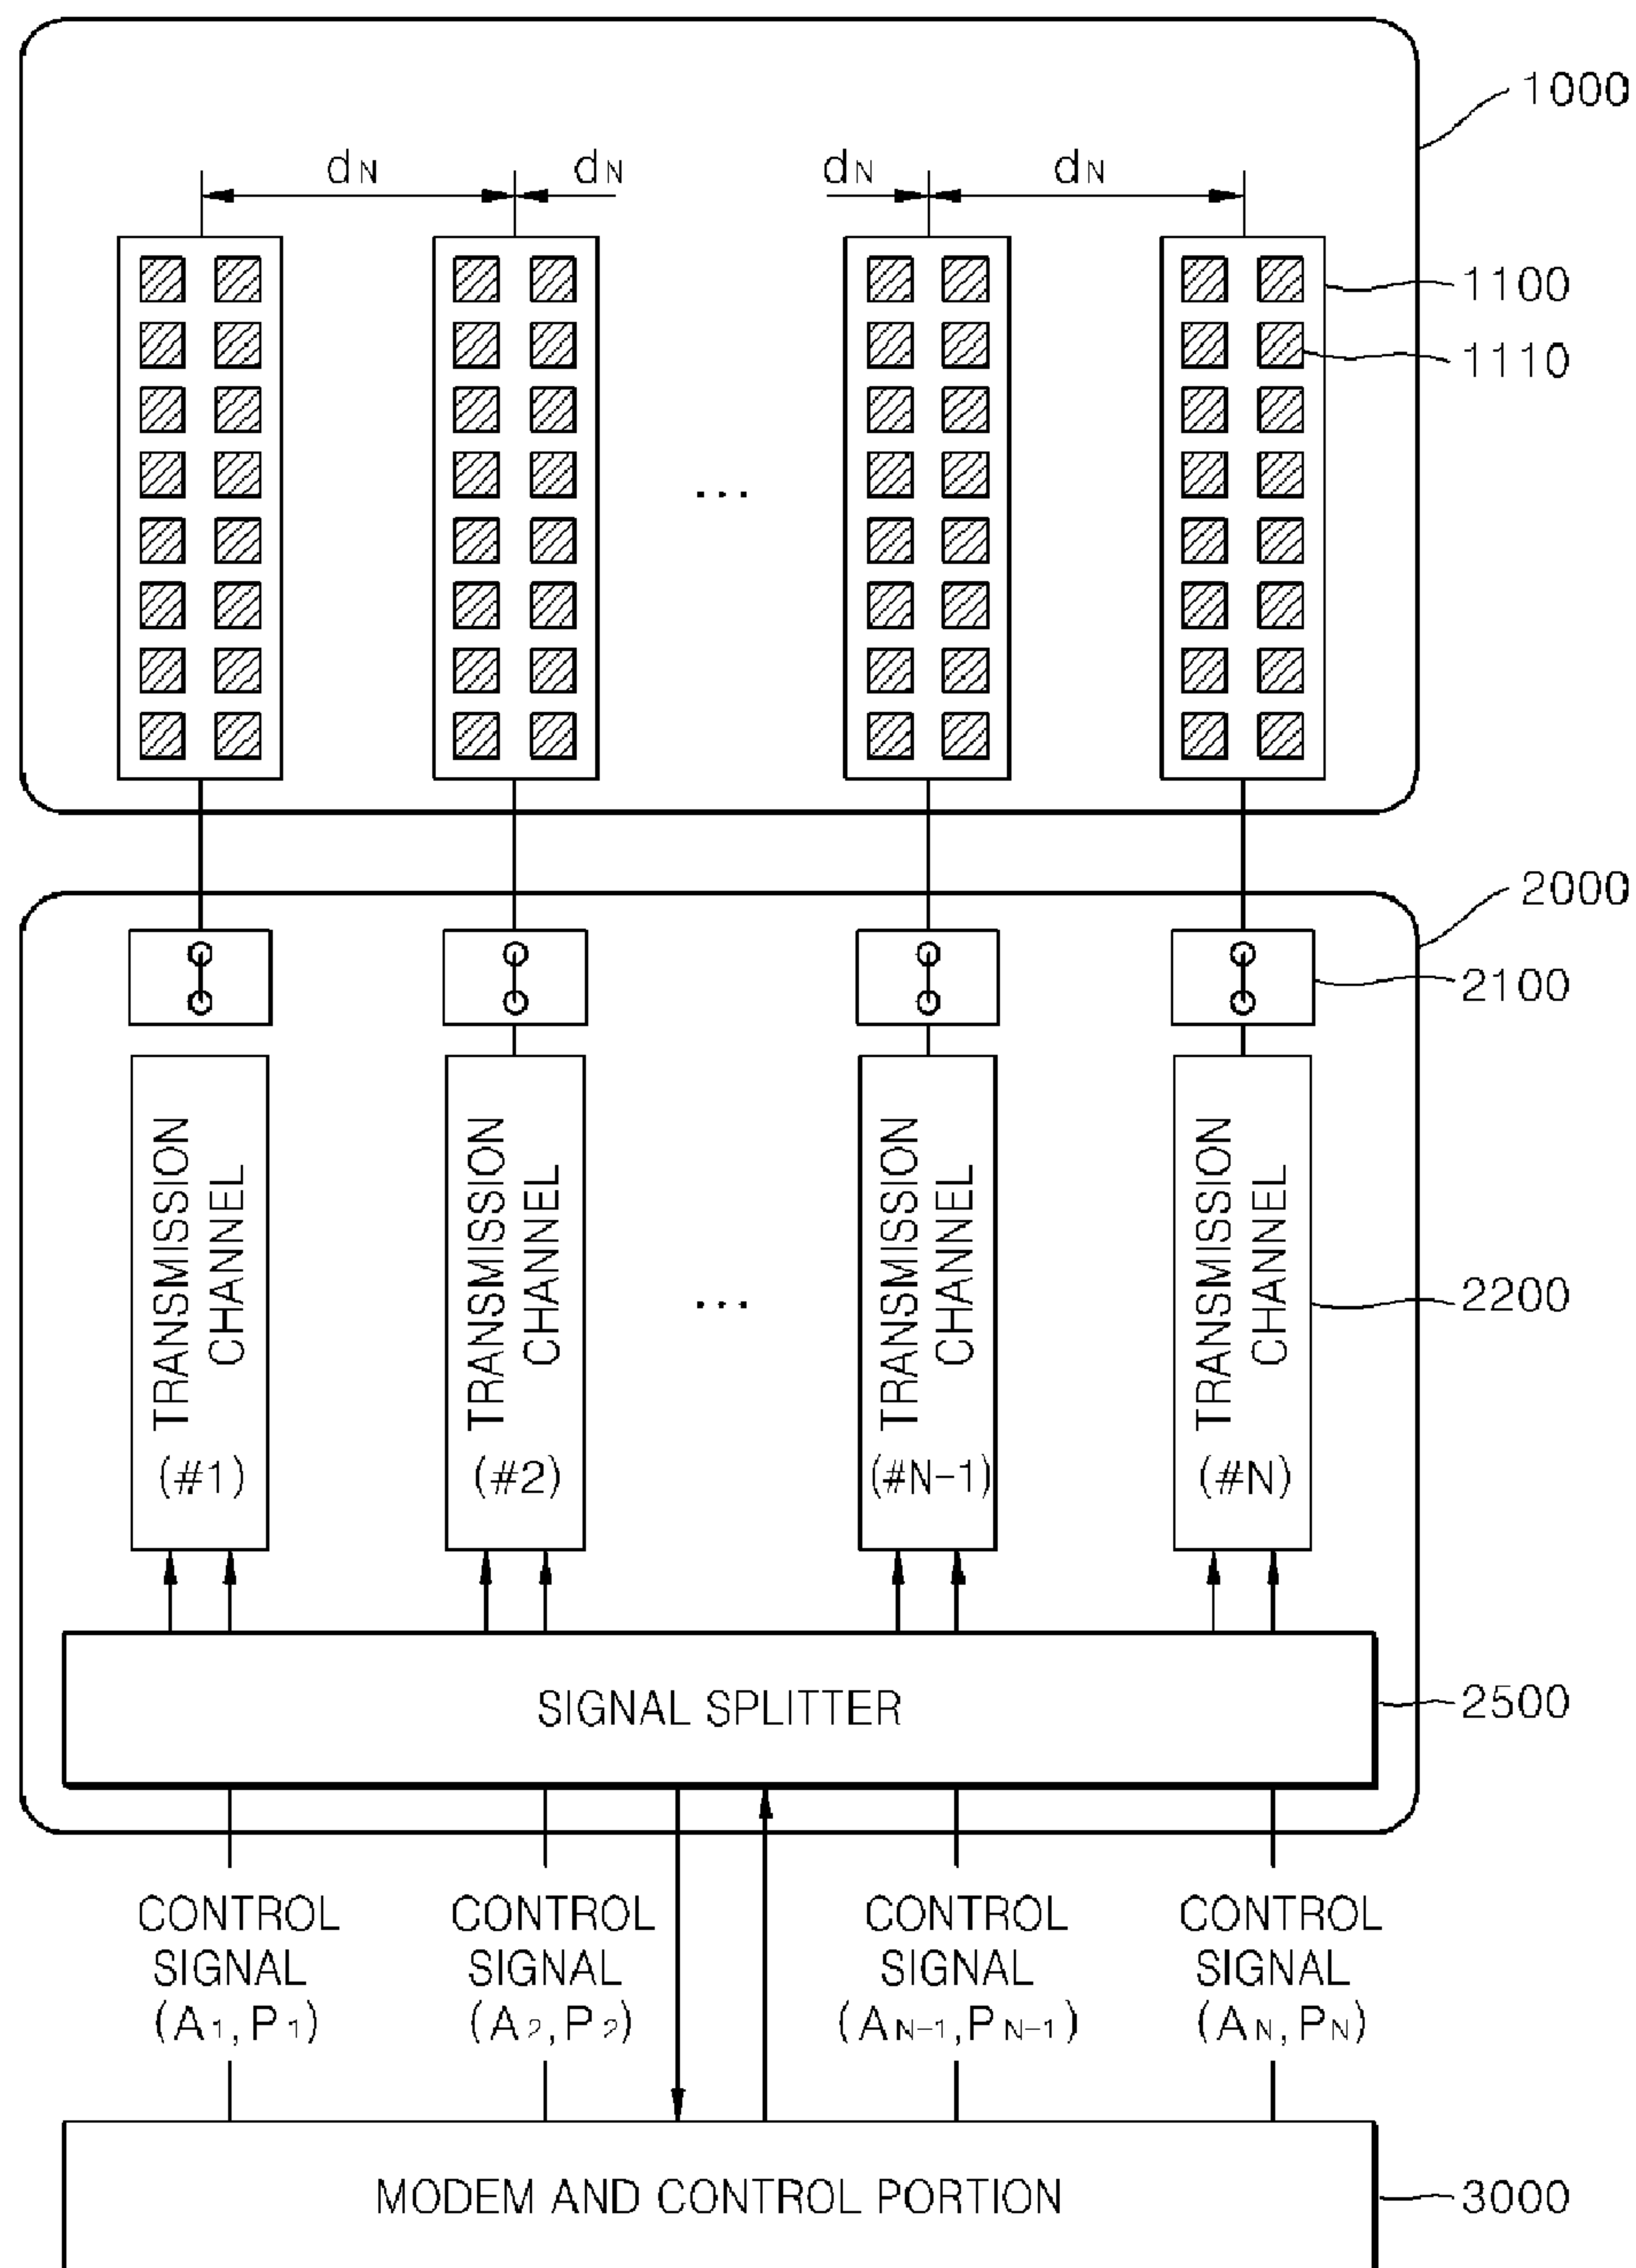 1000
dN dN dN dN
1100
1110
...
2000
2100
TRANSMISSION CHANNEL (#1)
TRANSMISSION CHANNEL (#2)
...
TRANSMISSION CHANNEL (#N-1)
TRANSMISSION CHANNEL (#N)
2200
SIGNAL SPLITTER
2500
CONTROL SIGNAL (A1,P1)
CONTROL SIGNAL (A2,P2)
CONTROL SIGNAL (AN-1,PN-1)
CONTROL SIGNAL (AN,PN)
MODEM AND CONTROL PORTION
3000